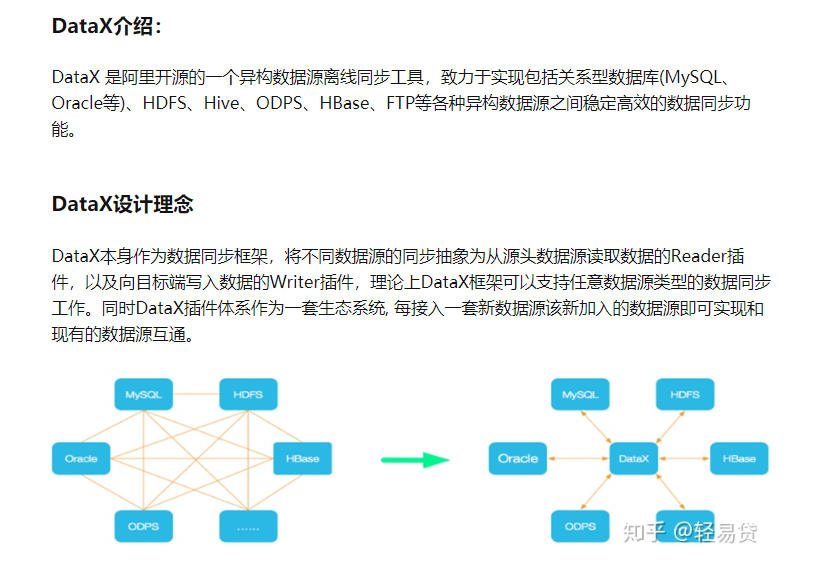 DataX介绍：
DataX 是阿里开源的一个异构数据源离线同步工具，致力于实现包括关系型数据库(MySQL、
Oracle等)、HDFS、Hive、ODPS、HBase、FTP等各种异构数据源之间稳定高效的数据同步功
能。
DataX设计理念
DataX本身作为数据同步框架，将不同数据源的同步抽象为从源头数据源读取数据的Reader插
件，以及向目标端写入数据的Writer插件，理论上DataX框架可以支持任意数据源类型的数据同步
工作。同时DataX插件体系作为一套生态系统, 每接入一套新数据源该新加入的数据源即可实现和
现有的数据源互通。
MySQL
HDFS
Oracle
HBase
ODPS
......
MySQL
HDFS
Oracle
DataX
HBase
ODPS
知乎 @轻易贷